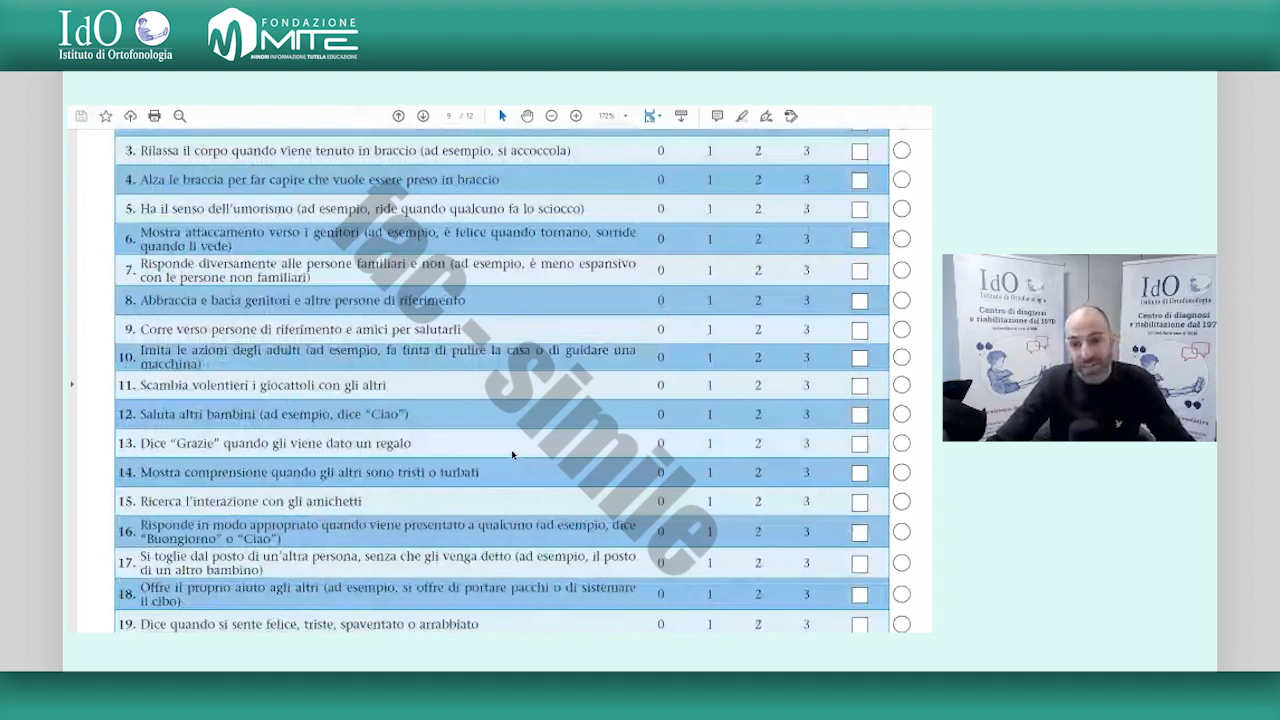 IdO
Istituto di Ortofonologia
FONDAZIONE
MITE
MINORI INFORMAZIONE TUTELA EDUCAZIONE
9 / 12
172%
3. Rilassa il corpo quando viene tenuto in braccio (ad esempio, si accoccola) 0 1 2 3
4. Alza le braccia per far capire che vuole essere preso in braccio 0 1 2 3
5. Ha il senso dell'umorismo (ad esempio, ride quando qualcuno fa lo sciocco) 0 1 2 3
6. Mostra attaccamento verso i genitori (ad esempio, è felice quando tornano, sorride
quando li vede) 0 1 2 3
7. Risponde diversamente alle persone familiari e non (ad esempio, è meno espansivo
con le persone non familiari) 0 1 2 3
8. Abbraccia e bacia genitori e altre persone di riferimento 0 1 2 3
9. Corre verso persone di riferimento e amici per salutarli 0 1 2 3
10. Imita le azioni degli adulti (ad esempio, fa finta di pulire la casa o di guidare una
macchina) 0 1 2 3
11. Scambia volentieri i giocattoli con gli altri 0 1 2 3
12. Saluta altri bambini (ad esempio, dice "Ciao") 0 1 2 3
13. Dice "Grazie" quando gli viene dato un regalo 0 1 2 3
14. Mostra comprensione quando gli altri sono tristi o turbati 0 1 2 3
15. Ricerca l'interazione con gli amichetti 0 1 2 3
16. Risponde in modo appropriato quando viene presentato a qualcuno (ad esempio, dice
"Buongiorno" o "Ciao") 0 1 2 3
17. Si toglie dal posto di un'altra persona, senza che gli venga detto (ad esempio, il posto
di un altro bambino) 0 1 2 3
18. Offre il proprio aiuto agli altri (ad esempio, si offre di portare pacchi o di sistemare
il cibo) 0 1 2 3
19. Dice quando si sente felice, triste, spaventato o arrabbiato 0 1 2 3
fac-simile
IdO
Istituto di Ortofonologia
Centro di diagnosi
e riabilitazione dal 1970
IdO
Istituto di Ortofonologia
Centro di diagnosi
e riabilitazione dal 197